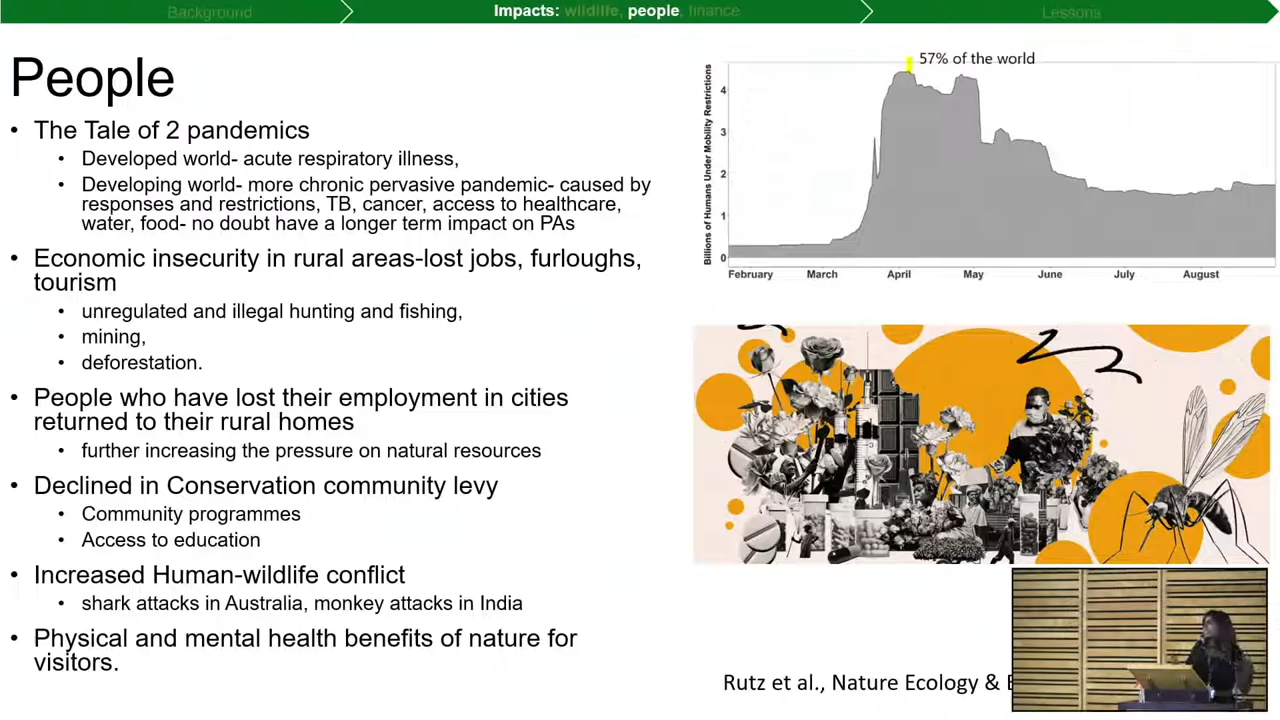 Background
Impacts: wildlife, people, finance
Lessons
People
• The Tale of 2 pandemics
• Developed world- acute respiratory illness,
• Developing world- more chronic pervasive pandemic- caused by
responses and restrictions, TB, cancer, access to healthcare,
water, food- no doubt have a longer term impact on PAs
• Economic insecurity in rural areas-lost jobs, furloughs,
tourism
• unregulated and illegal hunting and fishing,
• mining,
• deforestation.
• People who have lost their employment in cities
returned to their rural homes
• further increasing the pressure on natural resources
• Declined in Conservation community levy
• Community programmes
• Access to education
• Increased Human-wildlife conflict
• shark attacks in Australia, monkey attacks in India
• Physical and mental health benefits of nature for
visitors.
57% of the world
Billions of Humans Under Mobility Restrictions
4
3
2
1
0
February March April May June July August
Rutz et al., Nature Ecology &